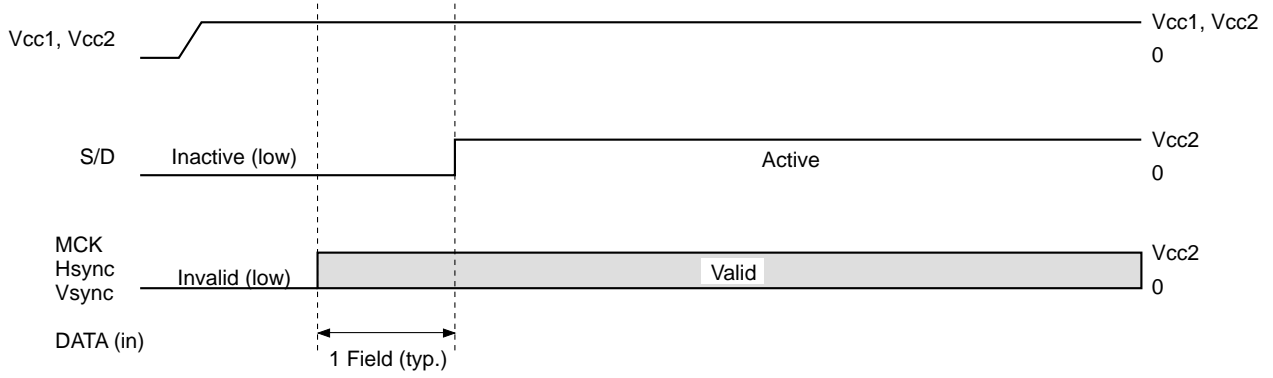 Vcc1, Vcc2
Vcc1, Vcc2
0
S/D
Inactive (low)
Active
Vcc2
0
MCK
Hsync
Vsync
Invalid (low)
Valid
Vcc2
0
DATA (in)
1 Field (typ.)